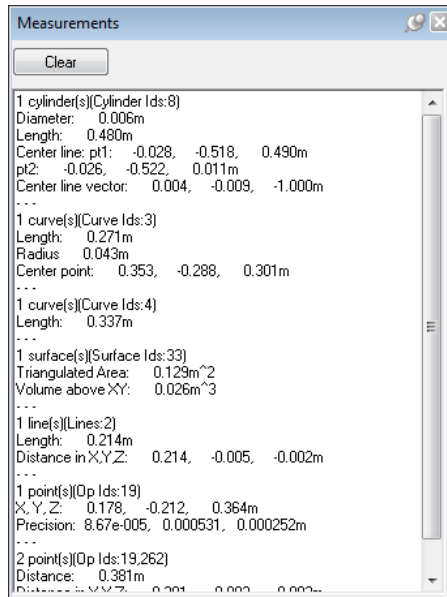 Measurements
Clear
1 cylinder(s)(Cylinder Ids:8)
Diameter: 0.006m
Length: 0.480m
Center line: pt1: -0.028, -0.518, 0.490m
pt2: -0.026, -0.522, 0.011m
Center line vector: 0.004, -0.009, -1.000m
---
1 curve(s)(Curve Ids:3)
Length: 0.271m
Radius 0.043m
Center point: 0.353, -0.288, 0.301m
---
1 curve(s)(Curve Ids:4)
Length: 0.337m
---
1 surface(s)(Surface Ids:33)
Triangulated Area: 0.129m^2
Volume above XY: 0.026m^3
---
1 line(s)(Lines:2)
Length: 0.214m
Distance in X,Y,Z: 0.214, -0.005, -0.002m
---
1 point(s)(Op Ids:19)
X, Y, Z: 0.178, -0.212, 0.364m
Precision: 8.67e-005, 0.000531, 0.000252m
---
2 point(s)(Op Ids:19,262)
Distance: 0.381m
Distance in X,Y,Z: